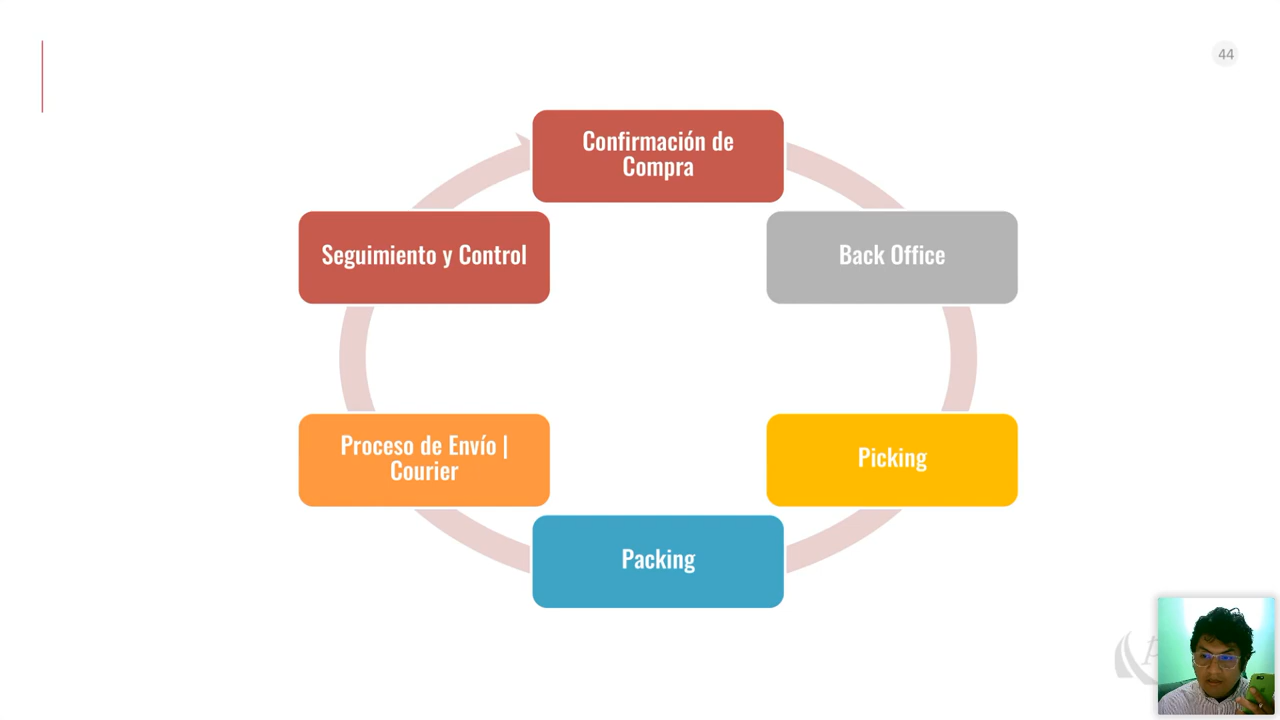 44
Confirmación de
Compra
Seguimiento y Control
Back Office
Proceso de Envío |
Courier
Picking
Packing